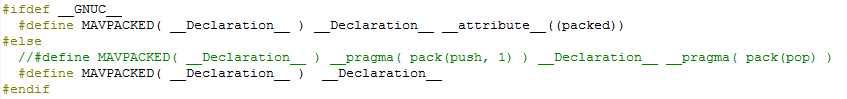 #ifdef __GNUC__
  #define MAVPACKED( __Declaration__ ) __Declaration__ __attribute__((packed))
#else
  //#define MAVPACKED( __Declaration__ ) __pragma( pack(push, 1) ) __Declaration__ __pragma( pack(pop) )
  #define MAVPACKED( __Declaration__ )  __Declaration__
#endif